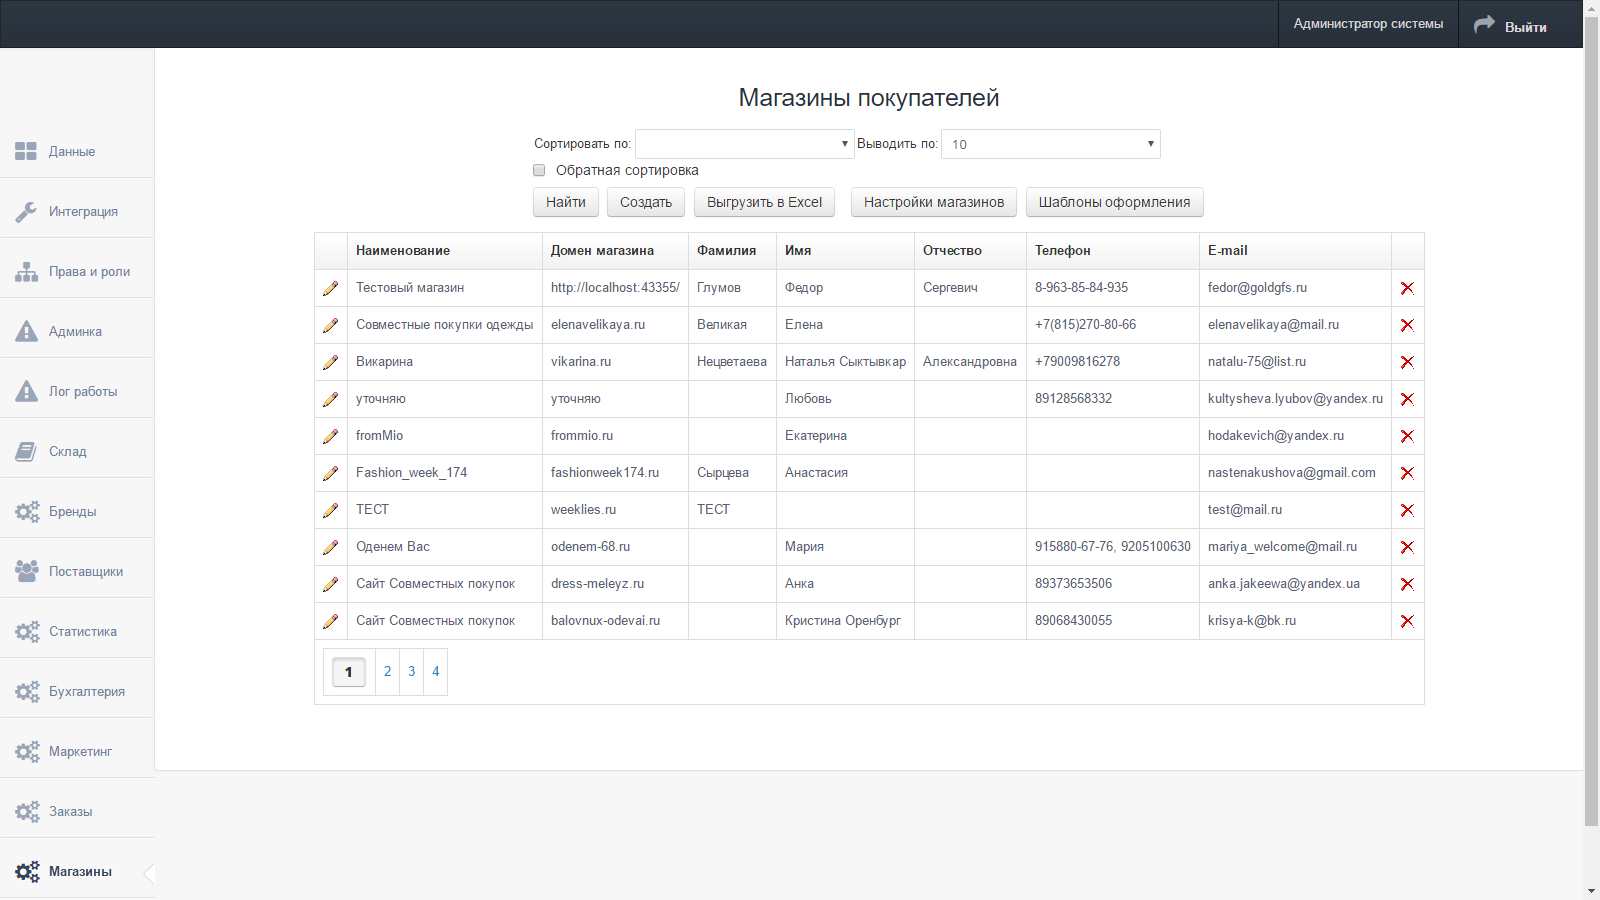 Администратор системы Выйти
Данные
Интеграция
Права и роли
Админка
Лог работы
Склад
Бренды
Поставщики
Статистика
Бухгалтерия
Маркетинг
Заказы
Магазины
Магазины покупателей
Сортировать по: Выводить по: 10
Обратная сортировка
Найти Создать Выгрузить в Excel Настройки магазинов Шаблоны оформления
Наименование Домен магазина Фамилия Имя Отчество Телефон E-mail
Тестовый магазин http://localhost:43355/ Глумов Федор Сергевич 8-963-85-84-935 fedor@goldgfs.ru
Совместные покупки одежды elenavelikaya.ru Великая Елена +7(815)270-80-66 elenavelikaya@mail.ru
Викарина vikarina.ru Нецветаева Наталья Сыктывкар Александровна +79009816278 natalu-75@list.ru
уточняю уточняю Любовь 89128568332 kultysheva.lyubov@yandex.ru
fromMio frommio.ru Екатерина hodakevich@yandex.ru
Fashion_week_174 fashionweek174.ru Сырцева Анастасия nastenakushova@gmail.com
ТЕСТ weeklies.ru ТЕСТ test@mail.ru
Оденем Вас odenem-68.ru Мария 915880-67-76, 9205100630 mariya_welcome@mail.ru
Сайт Совместных покупок dress-meleyz.ru Анка 89373653506 anka.jakeewa@yandex.ua
Сайт Совместных покупок balovnux-odevai.ru Кристина Оренбург 89068430055 krisya-k@bk.ru
1 2 3 4